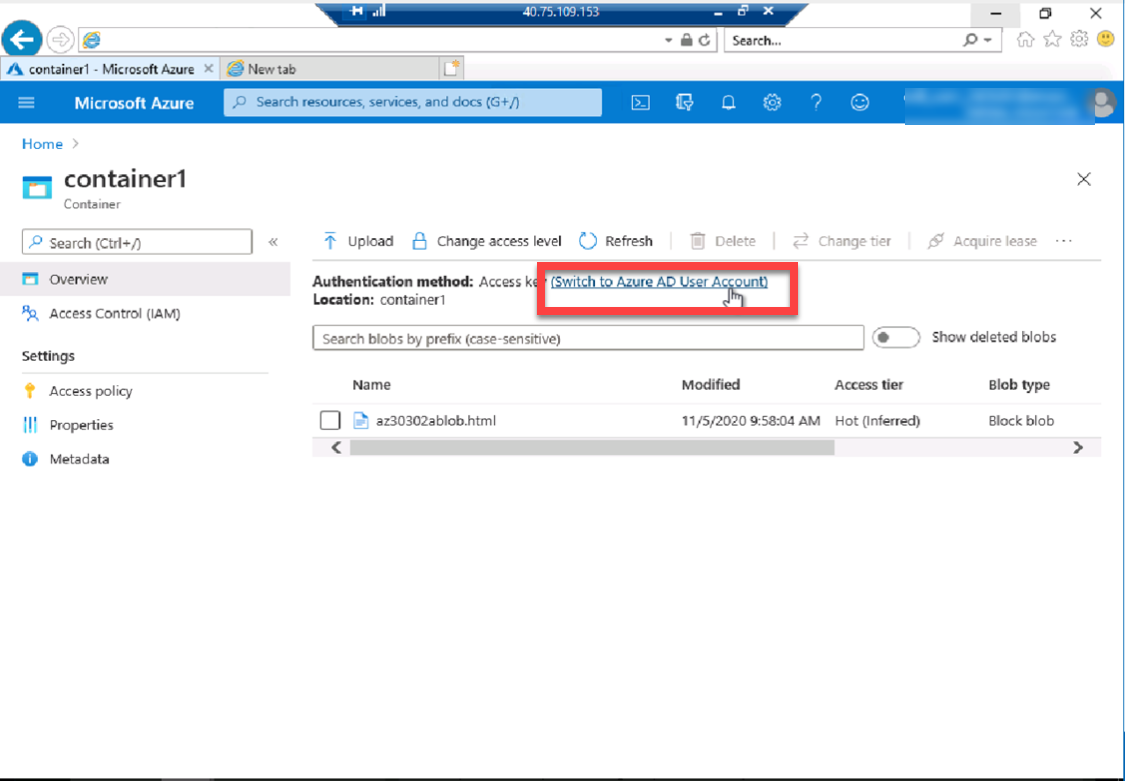 40.75.109.153
Search...
container1 - Microsoft Azure
New tab
Microsoft Azure
Search resources, services, and docs (G+/)
Home
container1
Container
Search (Ctrl+/)
Upload Change access level Refresh Delete Change tier Acquire lease ...
Overview
Access Control (IAM)
Settings
Access policy
Properties
Metadata
Authentication method: Access key (Switch to Azure AD User Account)
Location: container1
Search blobs by prefix (case-sensitive)
Show deleted blobs
Name Modified Access tier Blob type
az30302ablob.html 11/5/2020 9:58:04 AM Hot (Inferred) Block blob